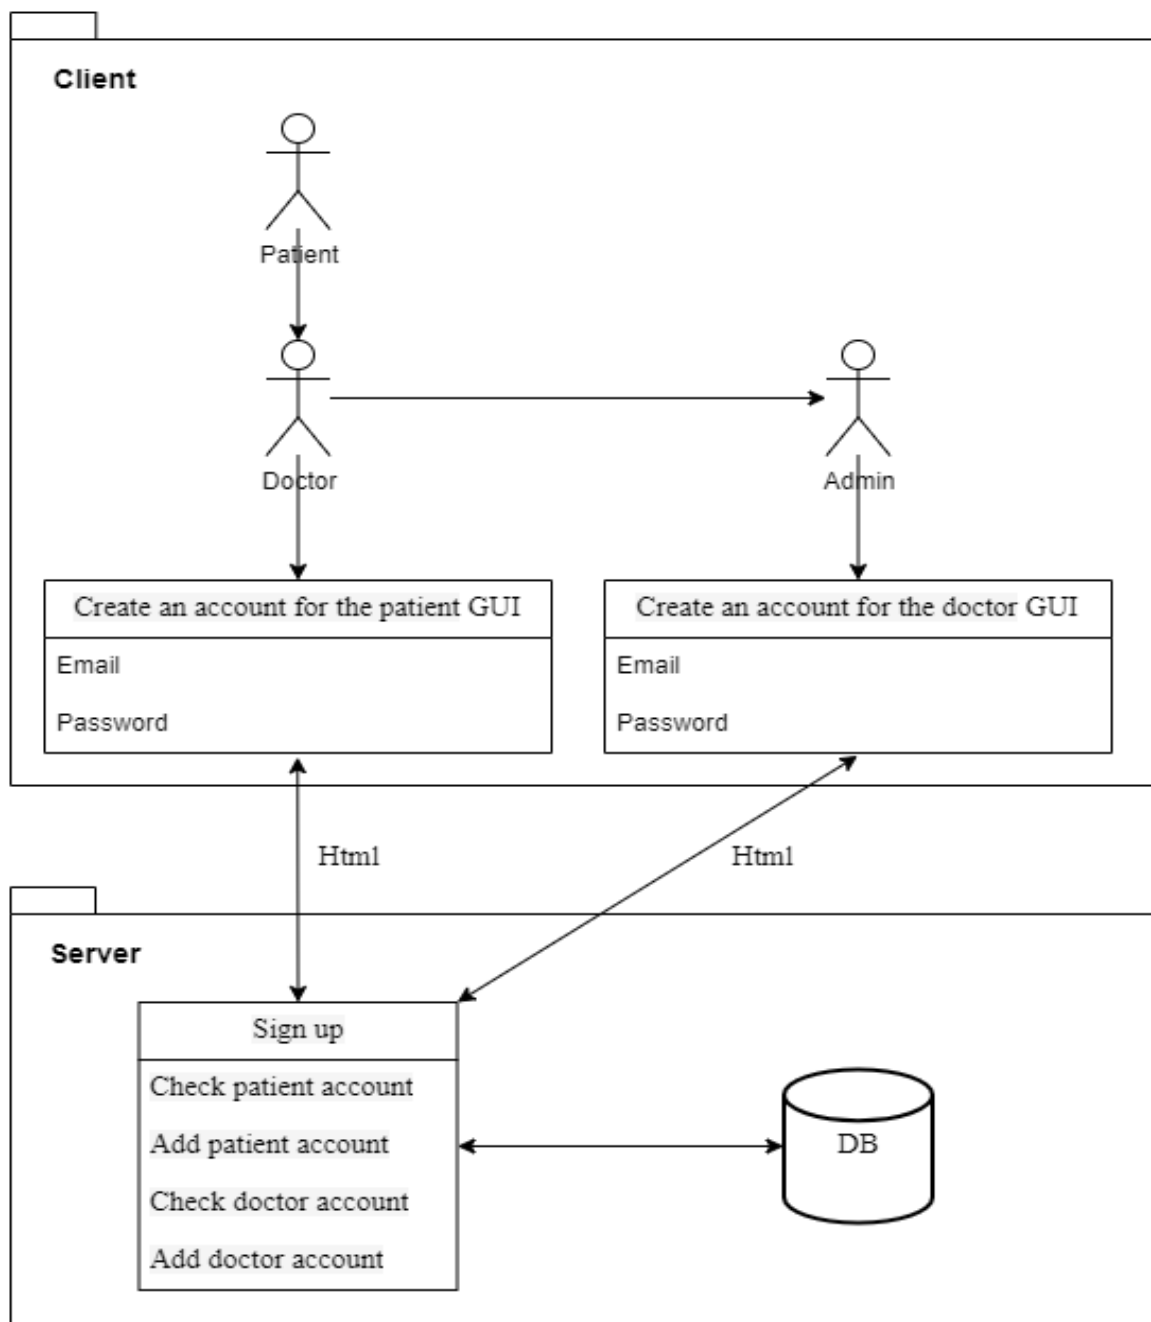 Client
Patient
Doctor
Admin
Create an account for the patient GUI
Email
Password
Create an account for the doctor GUI
Email
Password
Html
Html
Server
Sign up
Check patient account
Add patient account
Check doctor account
Add doctor account
DB